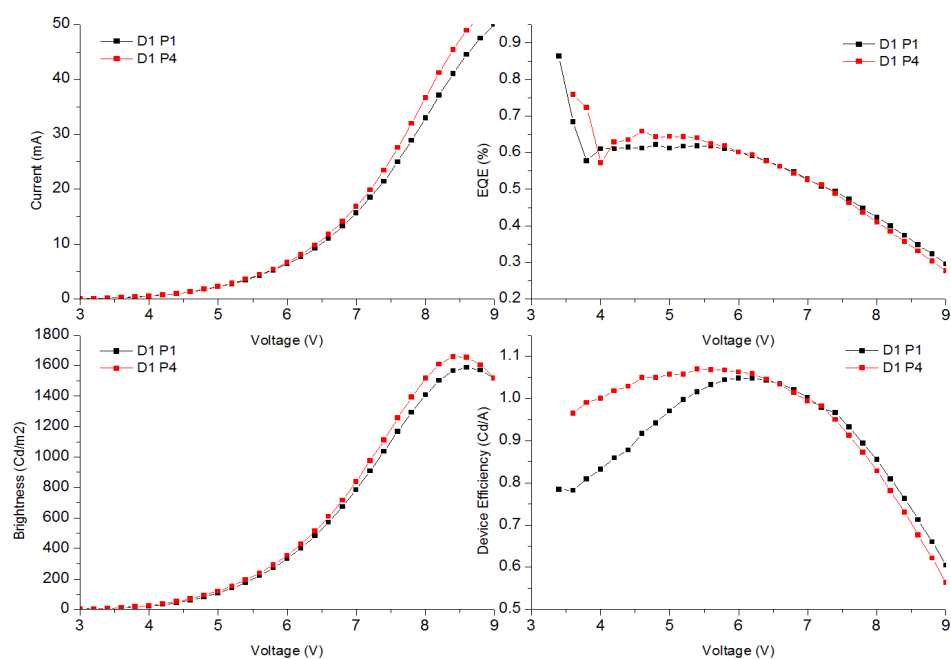 50
40
30
20
10
0
Current (mA)
D1 P1
D1 P4
3 4 5 6 7 8 9
Voltage (V)
0.9
0.8
0.7
0.6
0.5
0.4
0.3
0.2
EQE (%)
D1 P1
D1 P4
3 4 5 6 7 8 9
Voltage (V)
1800
1600
1400
1200
1000
800
600
400
200
0
Brightness (Cd/m2)
D1 P1
D1 P4
3 4 5 6 7 8 9
Voltage (V)
1.1
1.0
0.9
0.8
0.7
0.6
0.5
Device Efficiency (Cd/A)
D1 P1
D1 P4
3 4 5 6 7 8 9
Voltage (V)